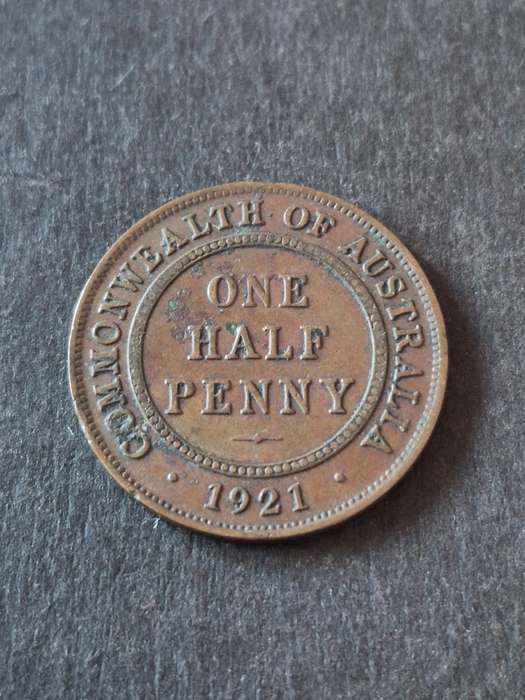 COMMONWEALTH OF AUSTRALIA
ONE
HALF
PENNY
· 1921 ·